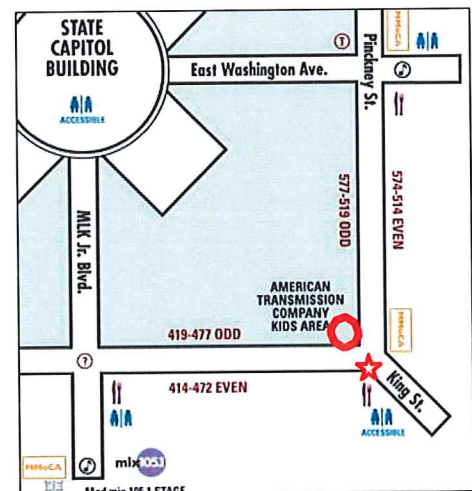 STATE
CAPITOL
BUILDING
ACCESSIBLE
East Washington Ave.
T
Pinckney St.
MMoCA
577-519 ODD
574-514 EVEN
MLK Jr. Blvd.
AMERICAN
TRANSMISSION
COMPANY
KIDS AREA
MMoCA
419-477 ODD
?
414-472 EVEN
King St.
ACCESSIBLE
MMoCA
mix105.1